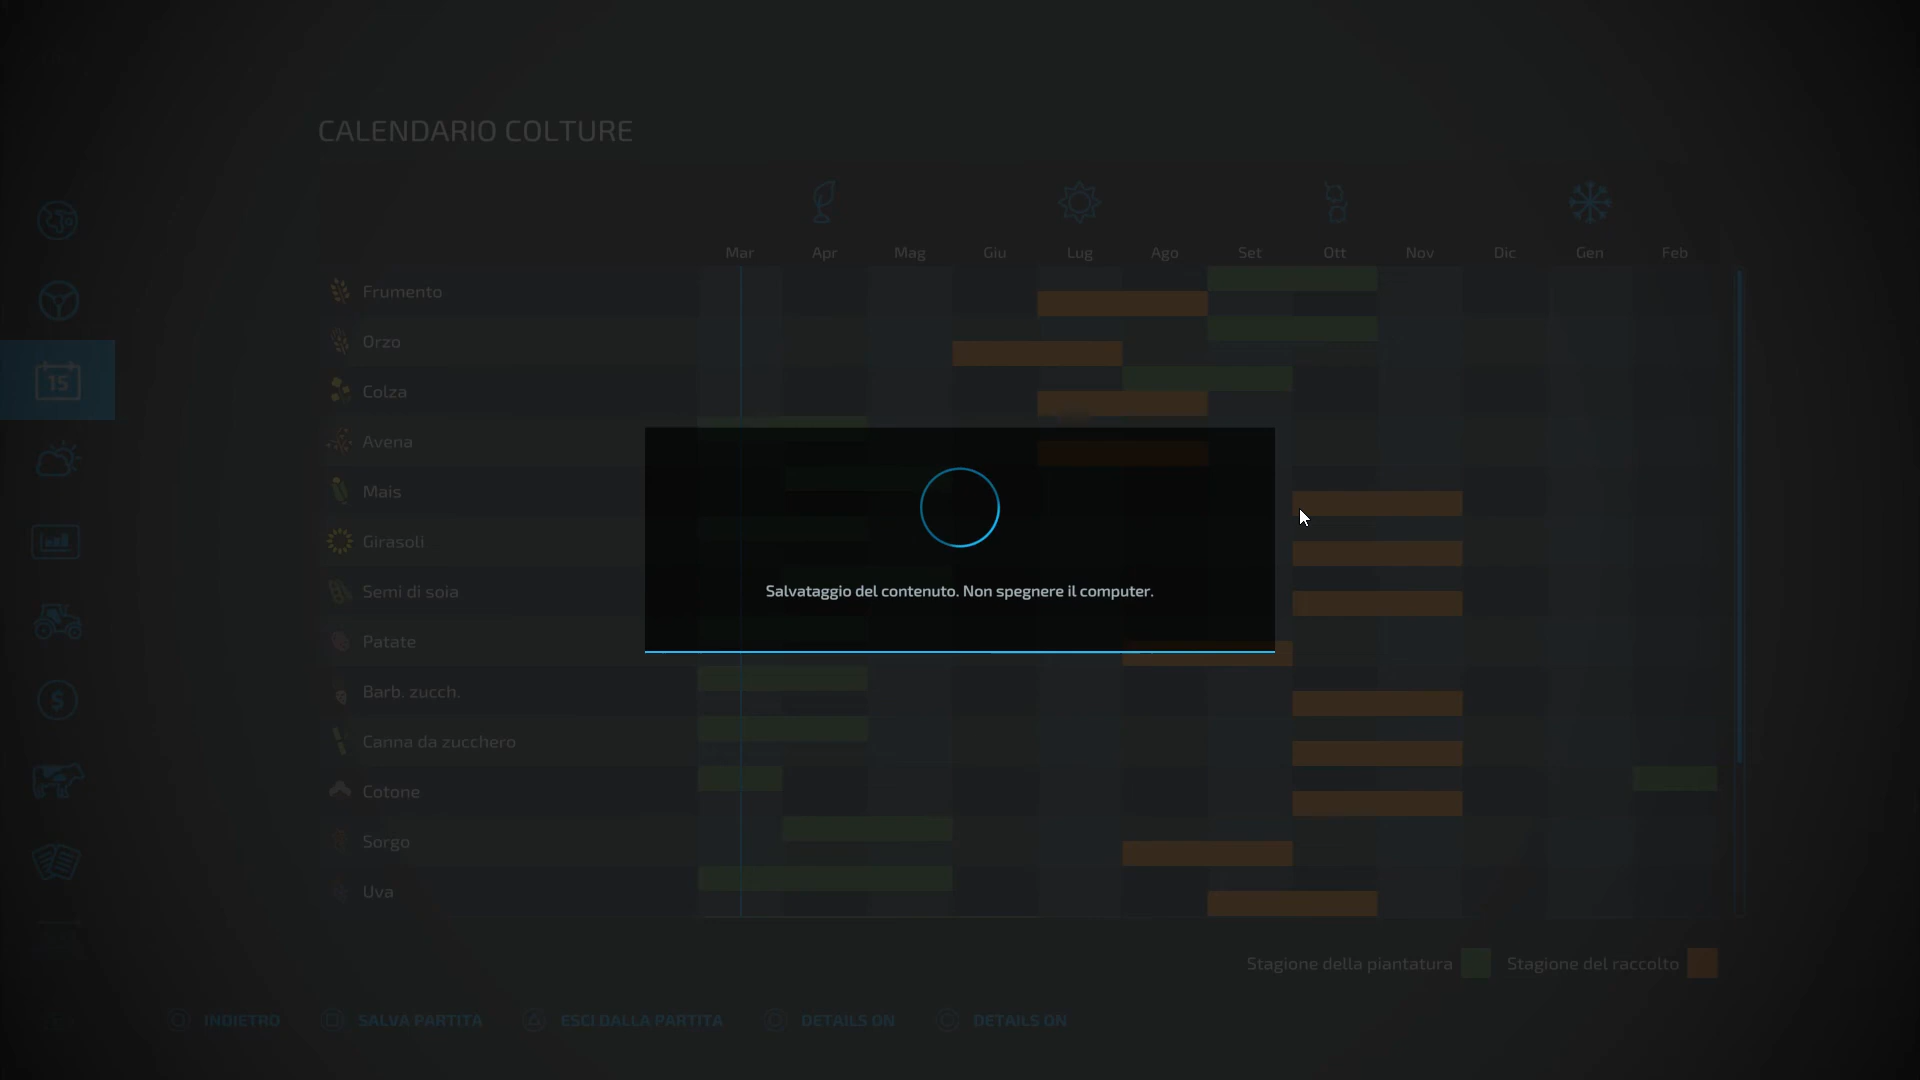 CALENDARIO COLTURE
Mar Apr Mag Giu Lug Ago Set Ott Nov Dic Gen Feb
Frumento
Orzo
15
Colza
Avena
Mais
Girasoli
Salvataggio del contenuto. Non spegnere il computer.
Semi di soia
Patate
Barb. zucch.
$
Canna da zucchero
Cotone
Sorgo
Uva
Stagione della piantatura Stagione del raccolto
INDIETRO SALVA PARTITA ESCI DALLA PARTITA DETAILS ON DETAILS ON